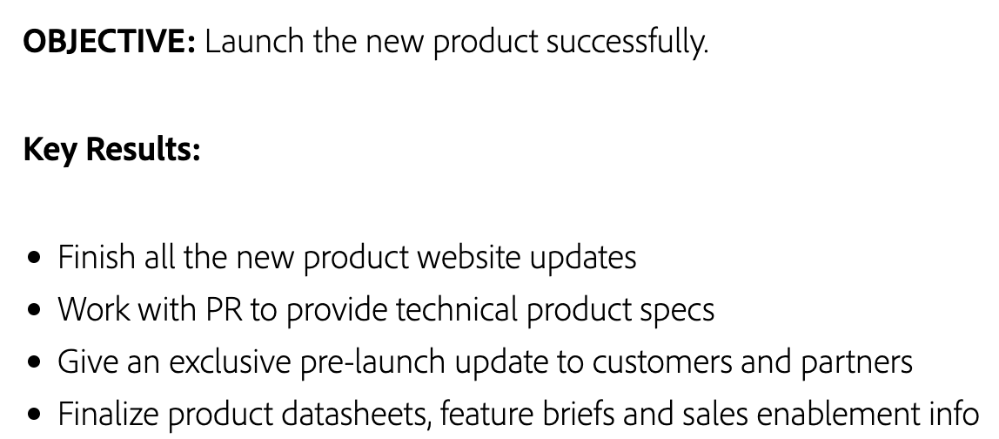 OBJECTIVE: Launch the new product successfully.
Key Results:
• Finish all the new product website updates
• Work with PR to provide technical product specs
• Give an exclusive pre-launch update to customers and partners
• Finalize product datasheets, feature briefs and sales enablement info